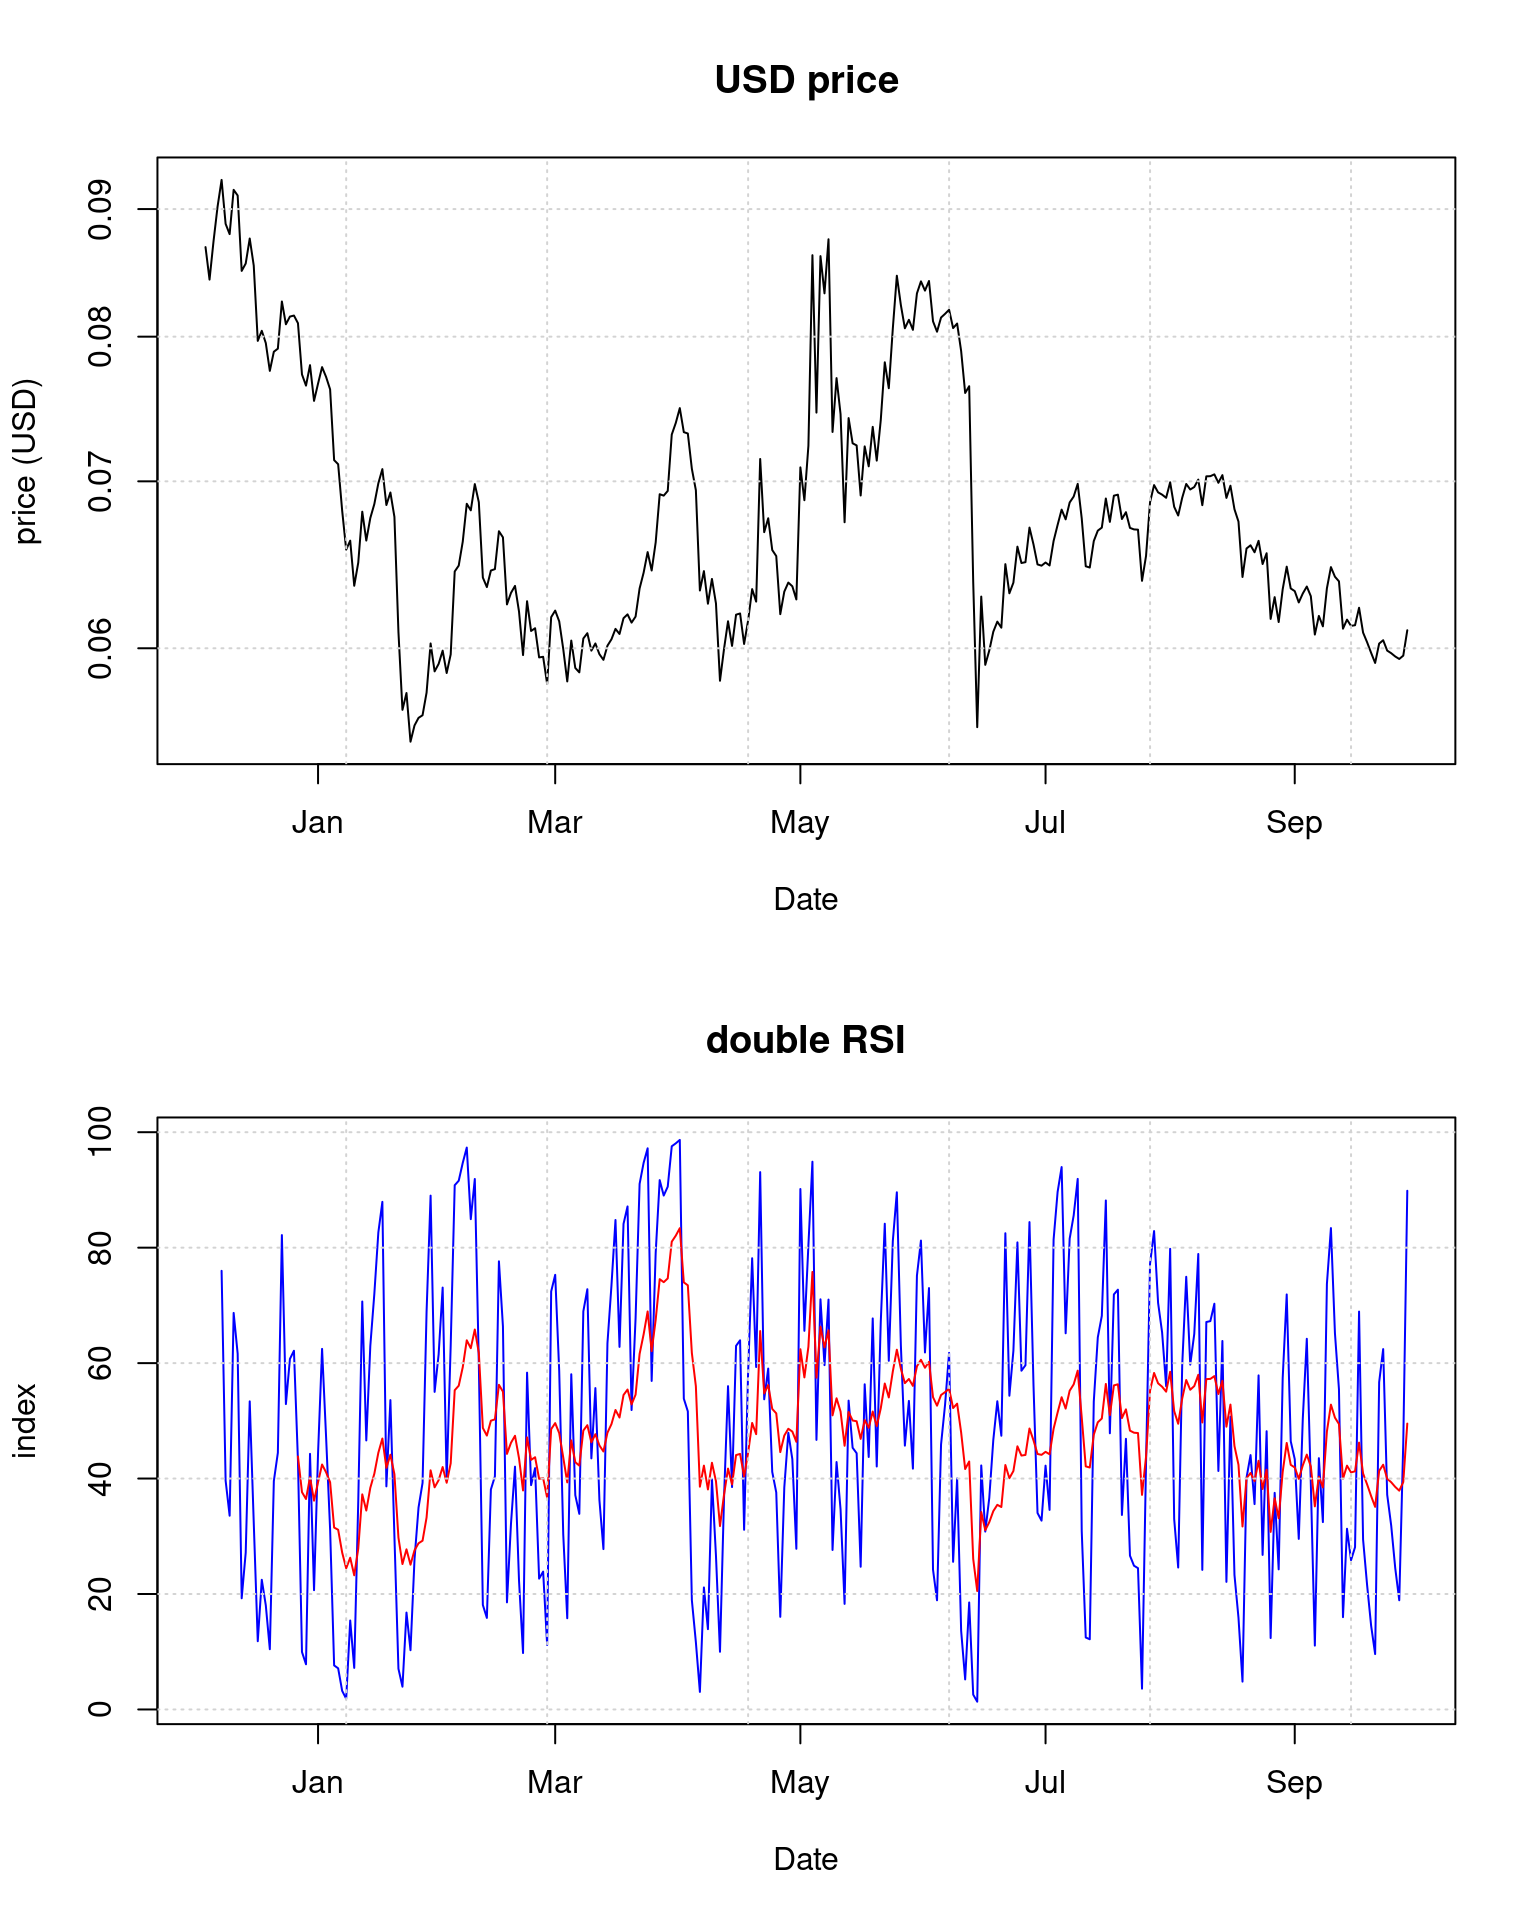 USD price
price (USD)
0.09
0.08
0.07
0.06
Jan Mar May Jul Sep
Date
double RSI
index
100
80
60
40
20
0
Jan Mar May Jul Sep
Date